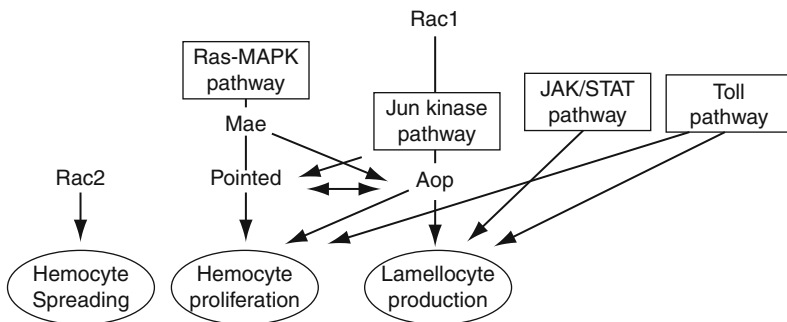 Rac1
Ras-MAPK
pathway
JAK/STAT
pathway
Toll
pathway
Jun kinase
pathway
Mae
Rac2
Pointed
Aop
Hemocyte
Spreading
Hemocyte
proliferation
Lamellocyte
production